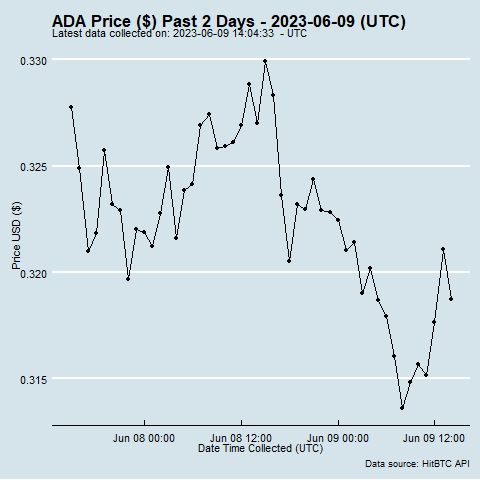 ADA Price ($) Past 2 Days - 2023-06-09 (UTC)
Latest data collected on: 2023-06-09 14:04:33 - UTC
0.330
0.325
0.320
0.315
Price USD ($)
Jun 08 00:00 Jun 08 12:00 Jun 09 00:00 Jun 09 12:00
Date Time Collected (UTC)
Data source: HitBTC API